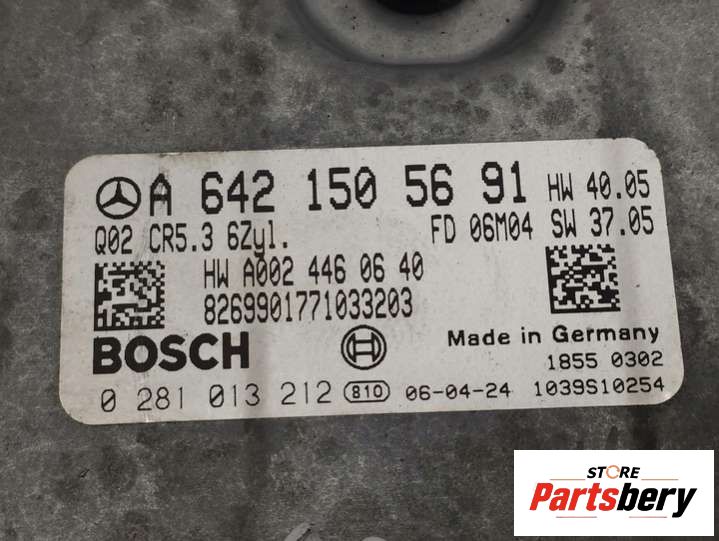 A 642 150 56 91 HW 40.05
Q02 CR5.3 6Zyl. FD 06M04 SW 37.05
HW A002 446 06 40
8269901771033203
BOSCH Made in Germany
1855 0302
0 281 013 212 810 06-04-24 1039S10254
STORE
Partsbery